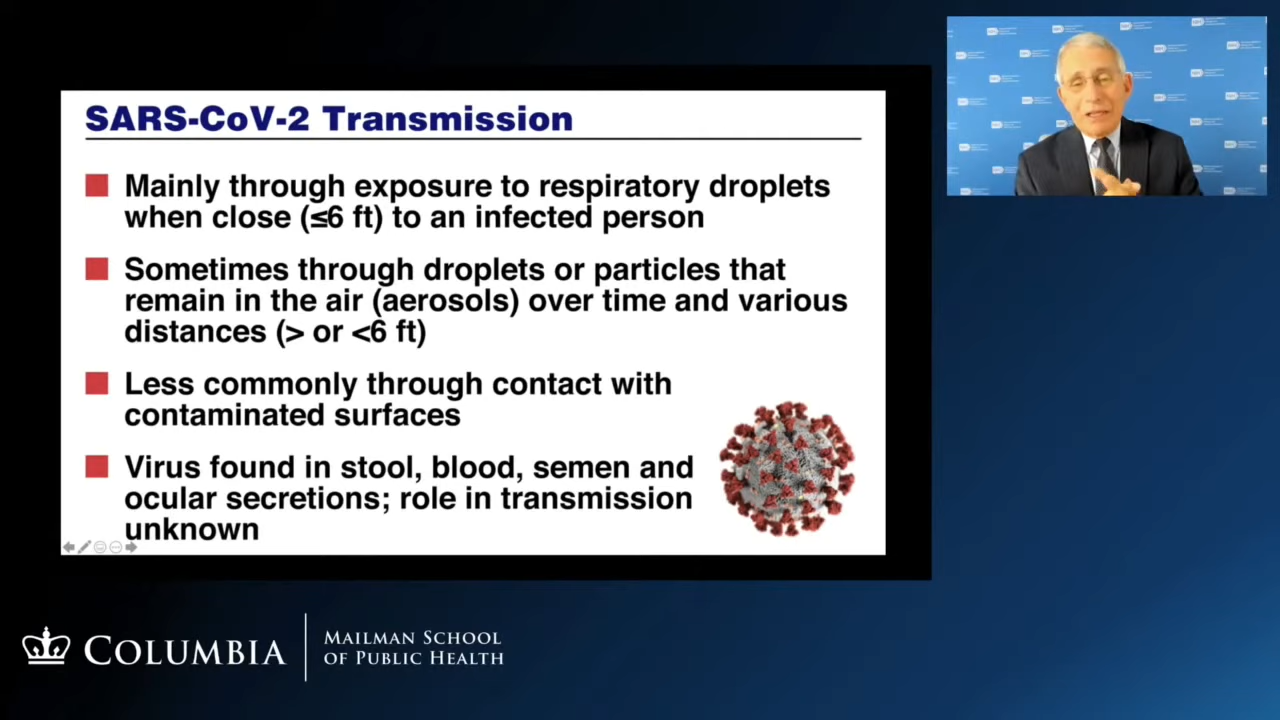 SARS-CoV-2 Transmission
Mainly through exposure to respiratory droplets
when close (≤6 ft) to an infected person
Sometimes through droplets or particles that
remain in the air (aerosols) over time and various
distances (> or <6 ft)
Less commonly through contact with
contaminated surfaces
Virus found in stool, blood, semen and
ocular secretions; role in transmission
unknown
COLUMBIA
MAILMAN SCHOOL
OF PUBLIC HEALTH